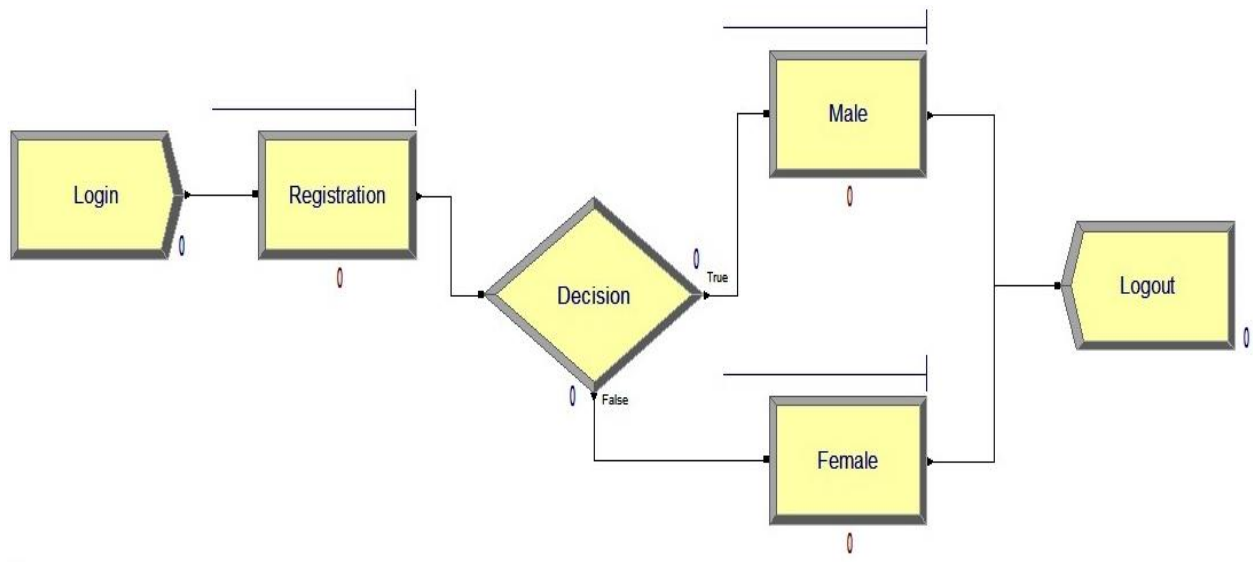 Login
0
Registration
0
Decision
0
True
0
False
Male
0
Female
0
Logout
0